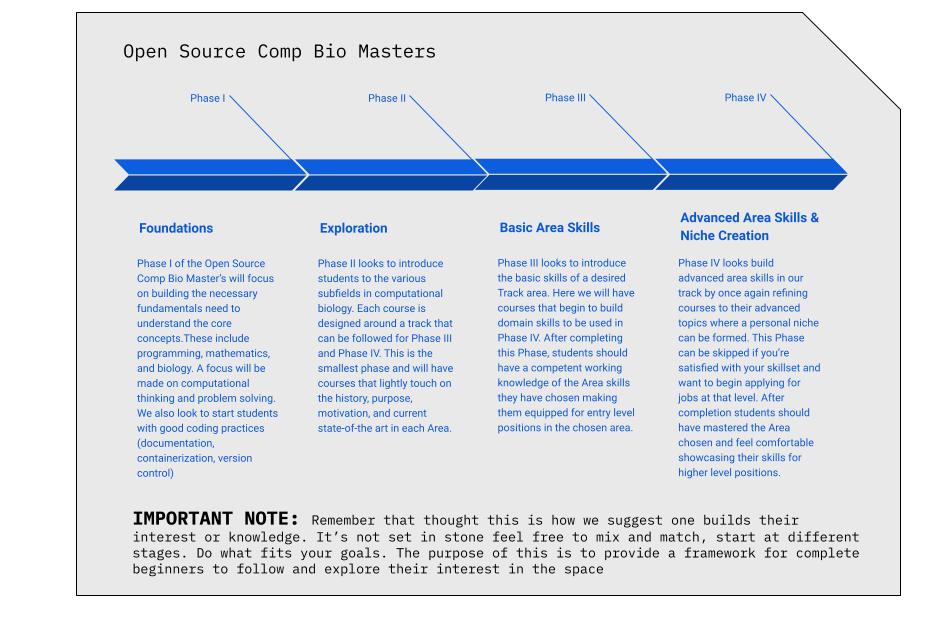 Open Source Comp Bio Masters
Phase I
Phase II
Phase III
Phase IV
Foundations
Phase I of the Open Source
Comp Bio Master's will focus
on building the necessary
fundamentals need to
understand the core
concepts.These include
programming, mathematics,
and biology. A focus will be
made on computational
thinking and problem solving.
We also look to start students
with good coding practices
(documentation,
containerization, version
control)
Exploration
Phase II looks to introduce
students to the various
subfields in computational
biology. Each course is
designed around a track that
can be followed for Phase III
and Phase IV. This is the
smallest phase and will have
courses that lightly touch on
the history, purpose,
motivation, and current
state-of-the art in each Area.
Basic Area Skills
Phase III looks to introduce
the basic skills of a desired
Track area. Here we will have
courses that begin to build
domain skills to be used in
Phase IV. After completing
this Phase, students should
have a competent working
knowledge of the Area skills
they have chosen making
them equipped for entry level
positions in the chosen area.
Advanced Area Skills &
Niche Creation
Phase IV looks build
advanced area skills in our
track by once again refining
courses to their advanced
topics where a personal niche
can be formed. This Phase
can be skipped if you're
satisfied with your skillset and
want to begin applying for
jobs at that level. After
completion students should
have mastered the Area
chosen and feel comfortable
showcasing their skills for
higher level positions.
IMPORTANT NOTE: Remember that thought this is how we suggest one builds their
interest or knowledge. It's not set in stone feel free to mix and match, start at different
stages. Do what fits your goals. The purpose of this is to provide a framework for complete
beginners to follow and explore their interest in the space